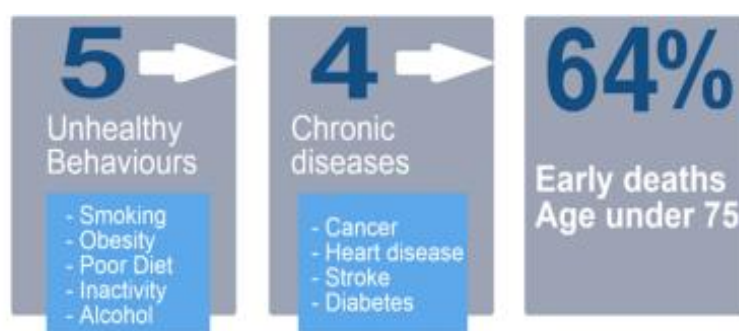 5
Unhealthy
Behaviours
- Smoking
- Obesity
- Poor Diet
- Inactivity
- Alcohol
4
Chronic
diseases
- Cancer
- Heart disease
- Stroke
- Diabetes
64%
Early deaths
Age under 75